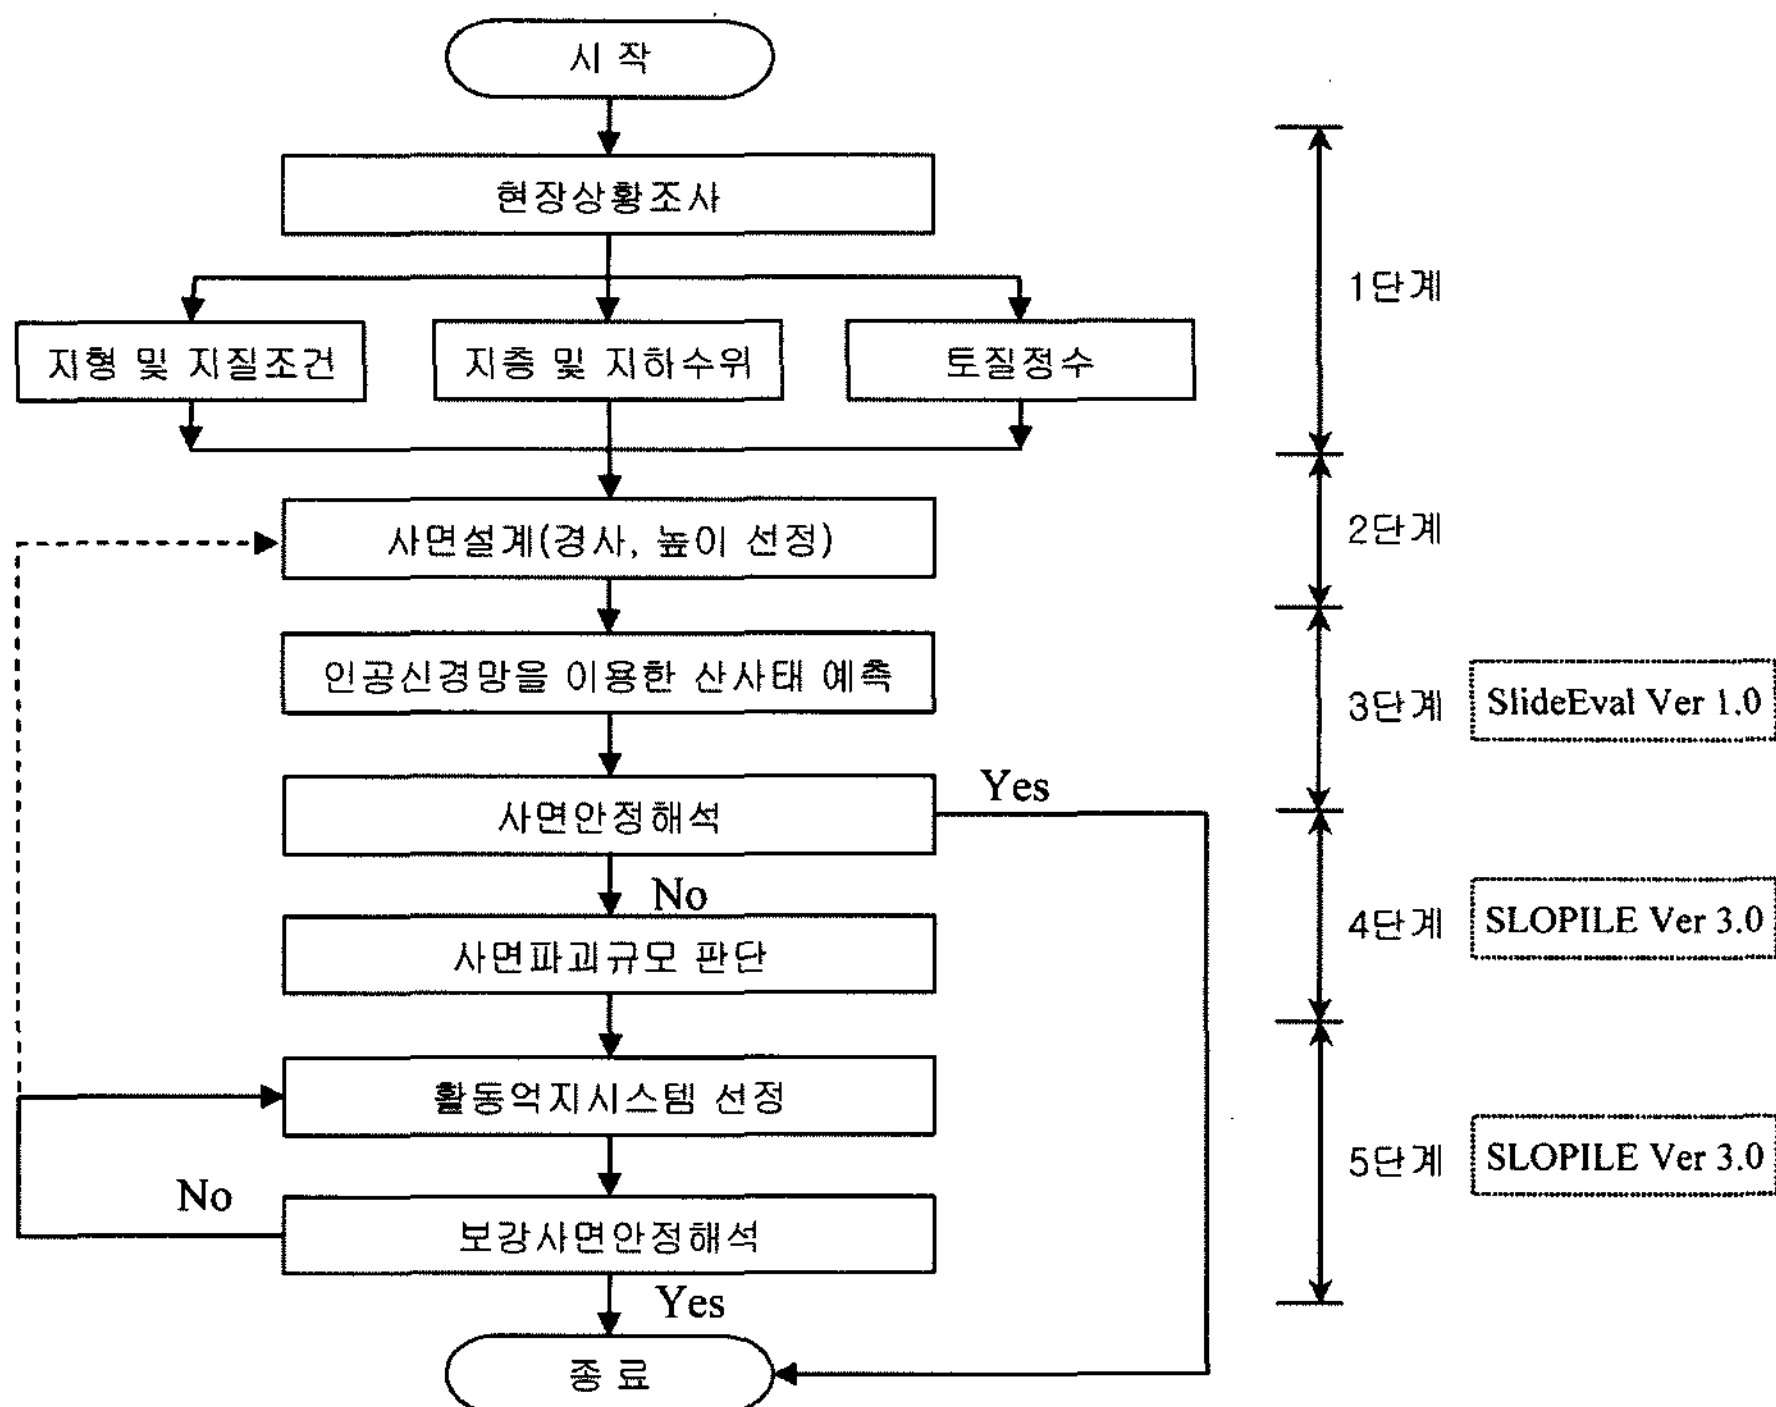 시 작
현장상황조사
1단계
지형 및 지질조건
지층 및 지하수위
토질정수
사면설계(경사, 높이 선정)
2단계
인공신경망을 이용한 산사태 예측
3단계
SlideEval Ver 1.0
사면안정해석
Yes
No
사면파괴규모 판단
4단계
SLOPILE Ver 3.0
활동억지시스템 선정
5단계
SLOPILE Ver 3.0
No
보강사면안정해석
Yes
종 료